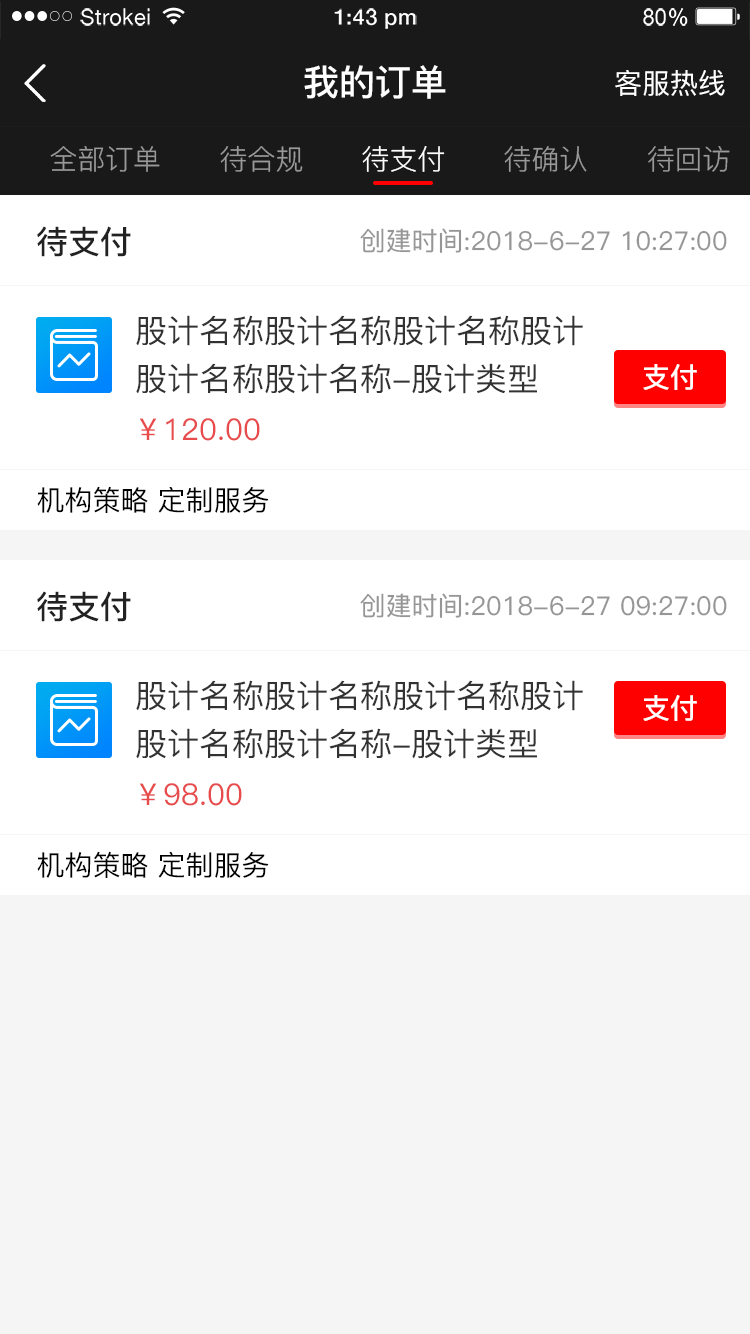 Strokei 1:43 pm 80%
我的订单 客服热线
全部订单 待合规 待支付 待确认 待回访
待支付 创建时间:2018-6-27 10:27:00
股计名称股计名称股计名称股计
股计名称股计名称-股计类型
支付
￥120.00
机构策略 定制服务
待支付 创建时间:2018-6-27 09:27:00
股计名称股计名称股计名称股计
支付
股计名称股计名称-股计类型
￥98.00
机构策略 定制服务